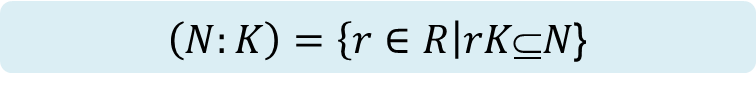 (N:K) = {r ∈ R|rK⊆N}